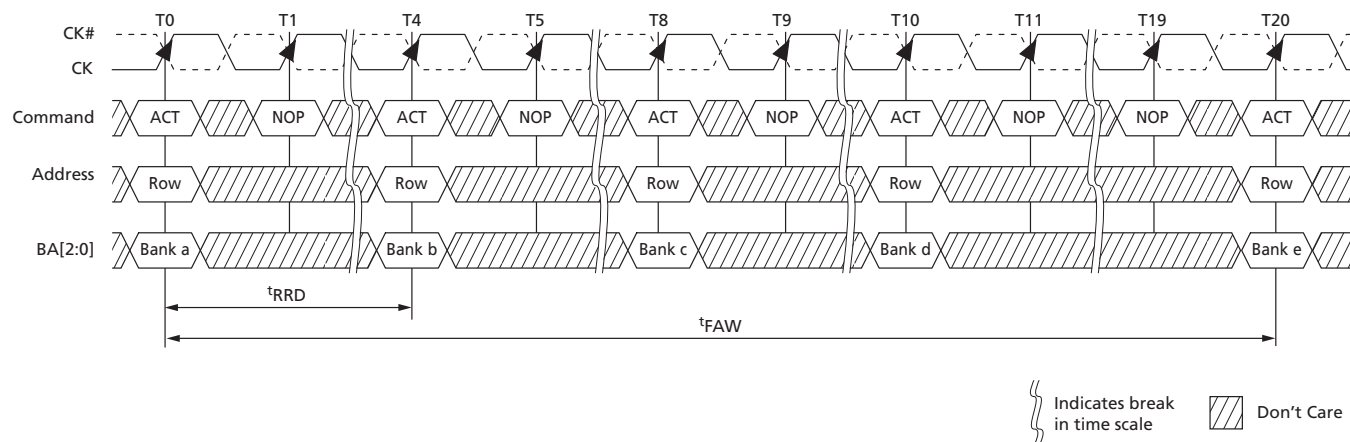 T0 T1 T4 T5 T8 T9 T10 T11 T19 T20
CK#
CK
Command ACT NOP ACT NOP ACT NOP ACT NOP NOP ACT
Address Row Row Row Row Row
BA[2:0] Bank a Bank b Bank c Bank d Bank e
tRRD
tFAW
Indicates break
in time scale
Don't Care